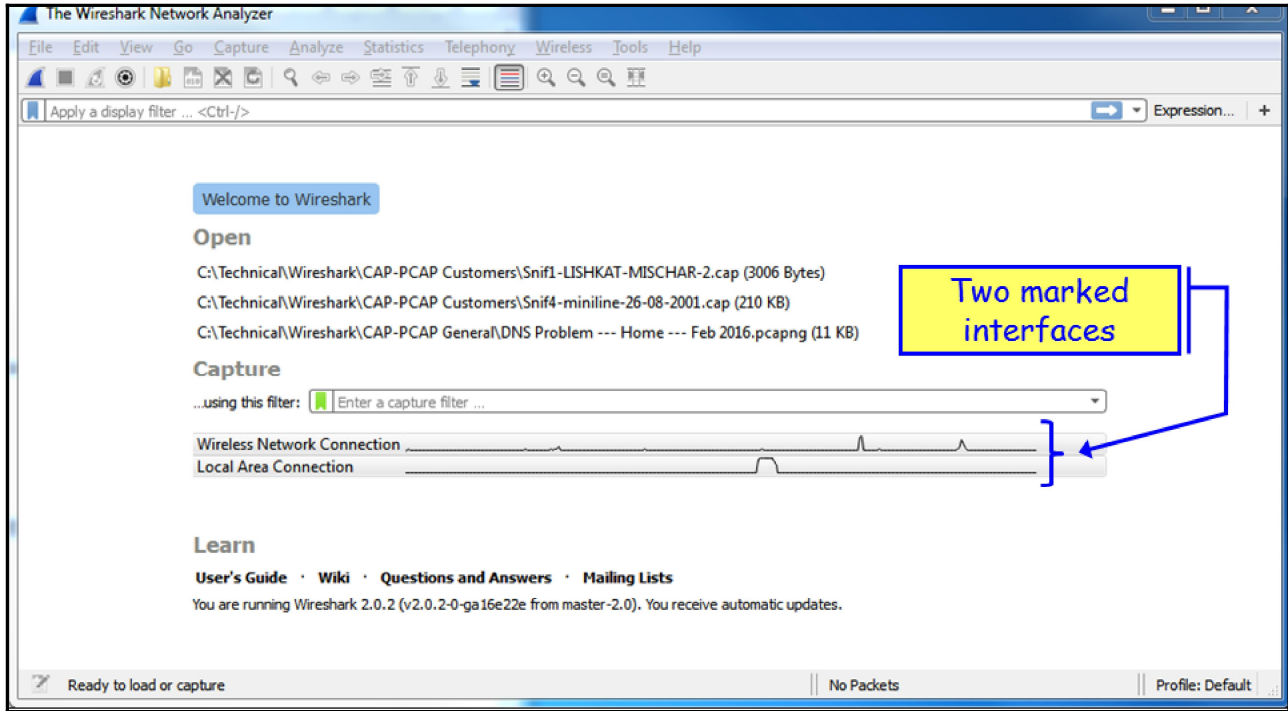 The Wireshark Network Analyzer
File Edit View Go Capture Analyze Statistics Telephony Wireless Tools Help
Apply a display filter ... <Ctrl-/>
Expression... +
Welcome to Wireshark
Open
C:\Technical\Wireshark\CAP-PCAP Customers\Snif1-LISHKAT-MISCHAR-2.cap (3006 Bytes)
C:\Technical\Wireshark\CAP-PCAP Customers\Snif4-miniline-26-08-2001.cap (210 KB)
C:\Technical\Wireshark\CAP-PCAP General\DNS Problem --- Home --- Feb 2016.pcapng (11 KB)
Two marked
interfaces
Capture
...using this filter: Enter a capture filter ...
Wireless Network Connection
Local Area Connection
Learn
User's Guide · Wiki · Questions and Answers · Mailing Lists
You are running Wireshark 2.0.2 (v2.0.2-0-ga16e22e from master-2.0). You receive automatic updates.
Ready to load or capture
No Packets
Profile: Default